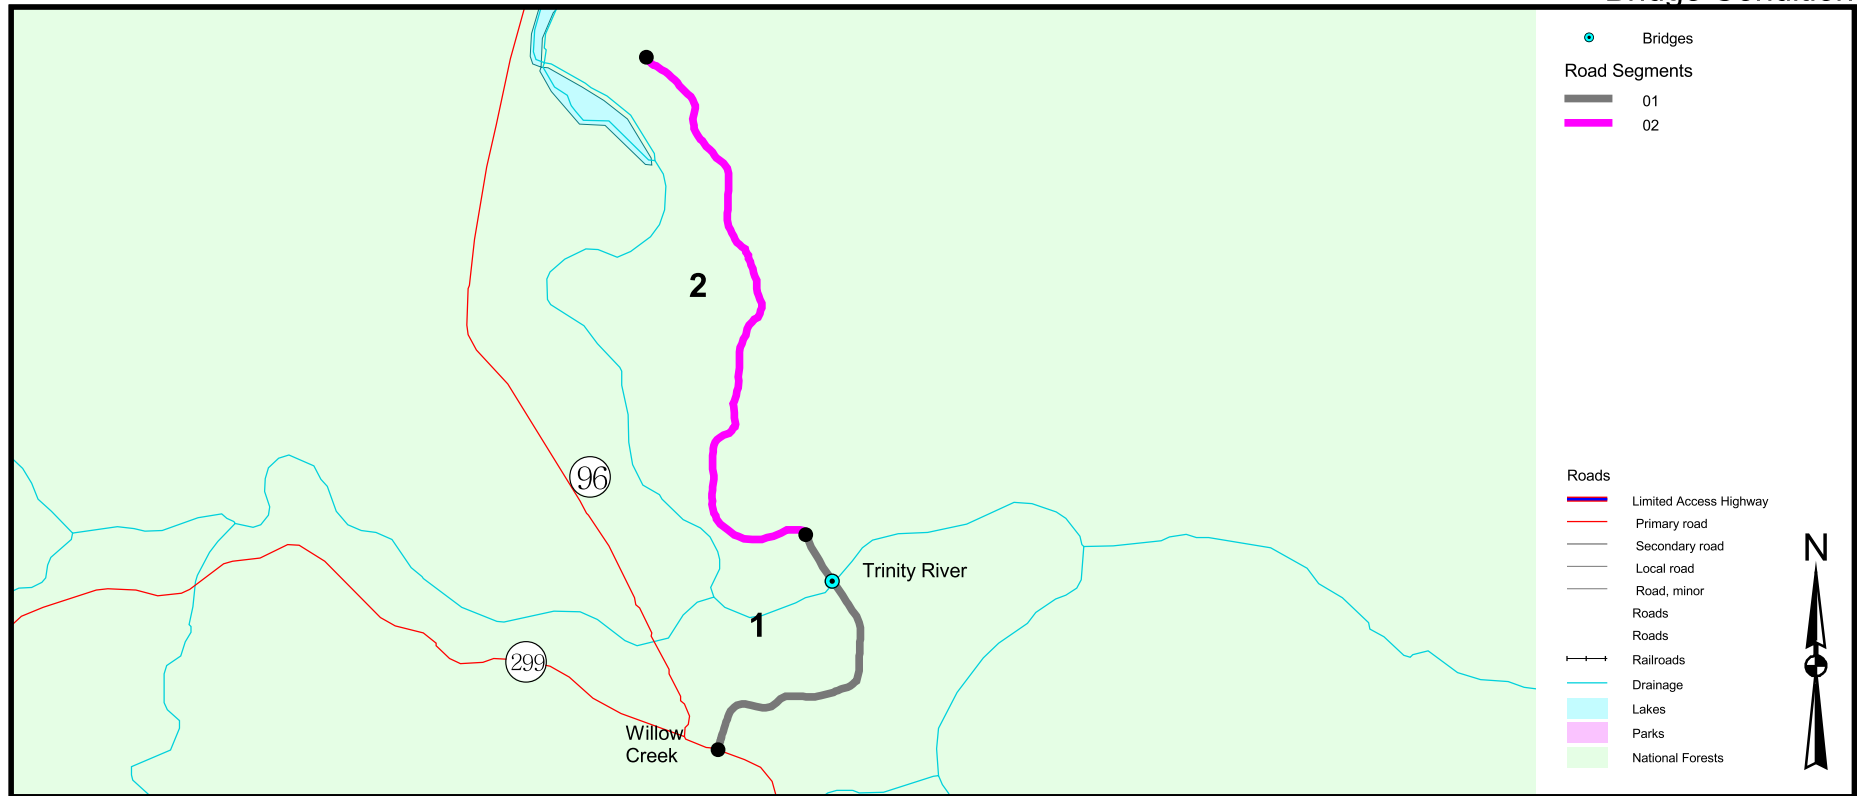 Bridges
Road Segments
01
02
2
96
Trinity River
1
299
Willow
Creek
Roads
Limited Access Highway
Primary road
Secondary road
Local road
Road, minor
Roads
Roads
Railroads
Drainage
Lakes
Parks
National Forests
N